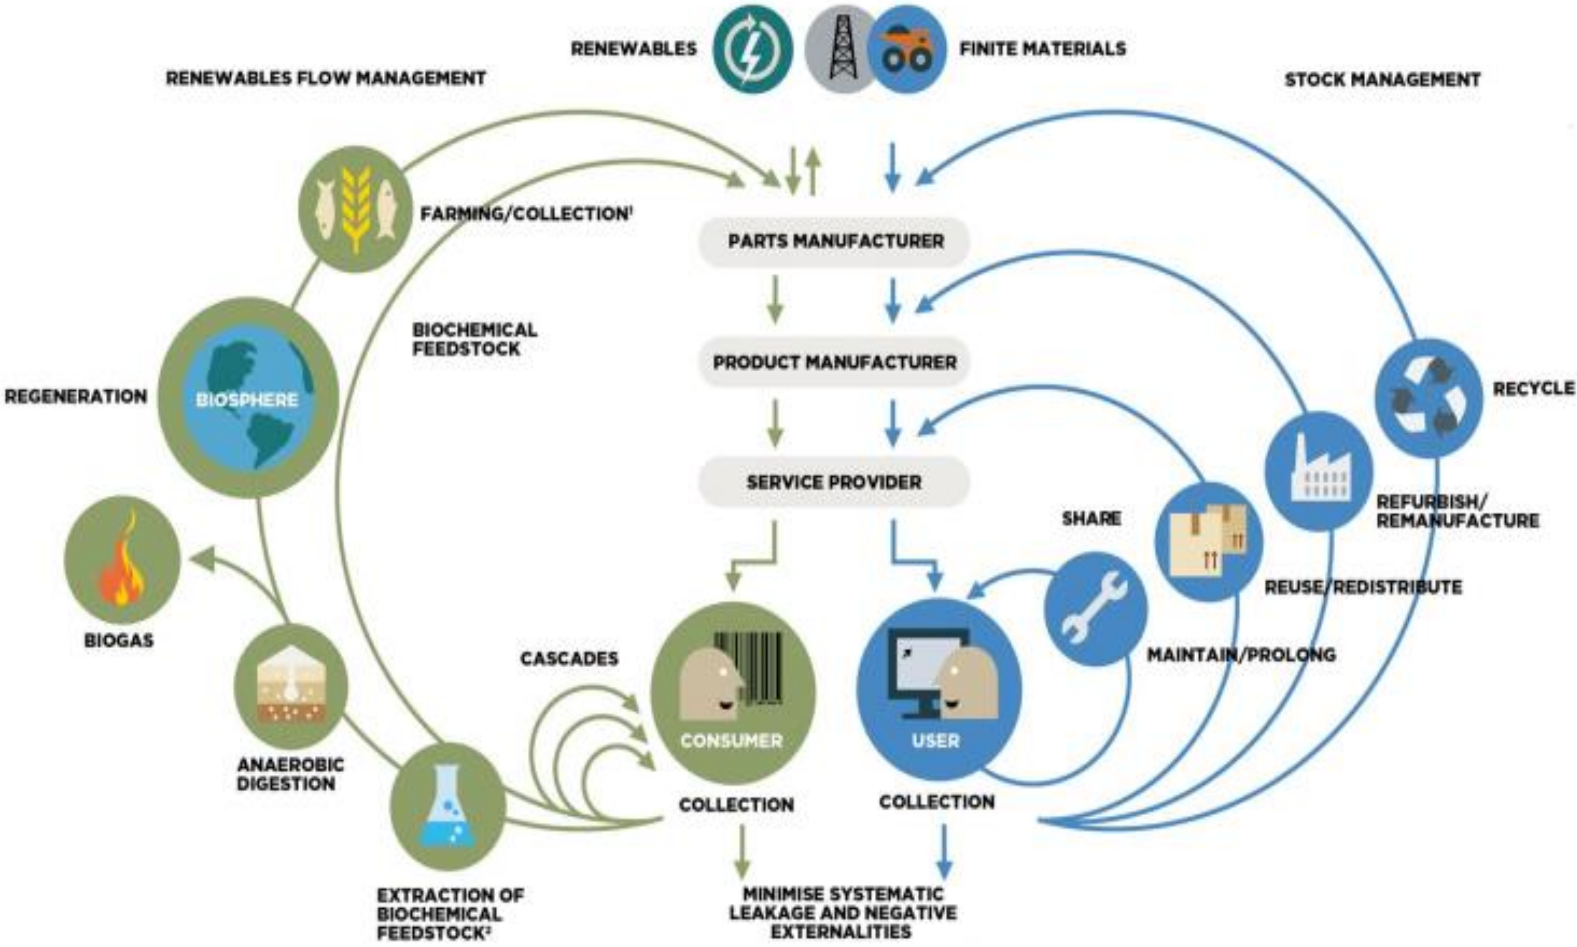 RENEWABLES
FINITE MATERIALS
RENEWABLES FLOW MANAGEMENT
STOCK MANAGEMENT
FARMING/COLLECTION¹
PARTS MANUFACTURER
BIOCHEMICAL
FEEDSTOCK
PRODUCT MANUFACTURER
REGENERATION
BIOSPHERE
RECYCLE
SERVICE PROVIDER
SHARE
REFURBISH/
REMANUFACTURE
REUSE/REDISTRIBUTE
BIOGAS
CASCADES
MAINTAIN/PROLONG
CONSUMER
USER
ANAEROBIC
DIGESTION
COLLECTION
COLLECTION
EXTRACTION OF
BIOCHEMICAL
FEEDSTOCK²
MINIMISE SYSTEMATIC
LEAKAGE AND NEGATIVE
EXTERNALITIES